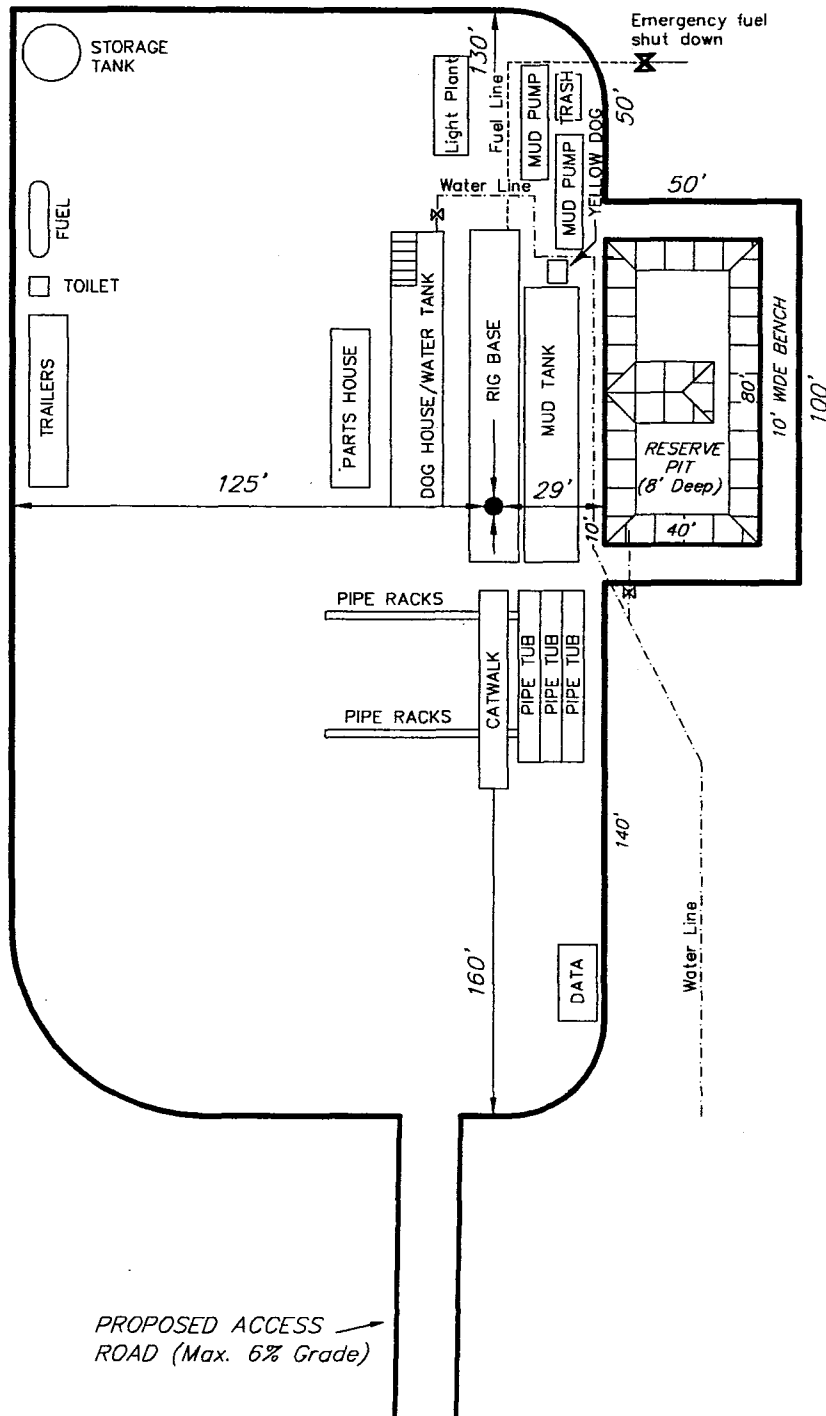 Emergency fuel
shut down
STORAGE
TANK
130'
Light Plant
Fuel Line
MUD PUMP
TRASH
50'
MUD PUMP
YELLOW DOG
Water Line
50'
FUEL
TOILET
TRAILERS
PARTS HOUSE
DOG HOUSE/WATER TANK
RIG BASE
MUD TANK
80'
10' WIDE BENCH
100'
RESERVE
PIT
(8' Deep)
40'
125'
29'
10'
PIPE RACKS
CATWALK
PIPE TUB
PIPE TUB
PIPE TUB
PIPE RACKS
140'
160'
DATA
Water Line
PROPOSED ACCESS
ROAD (Max. 6% Grade)